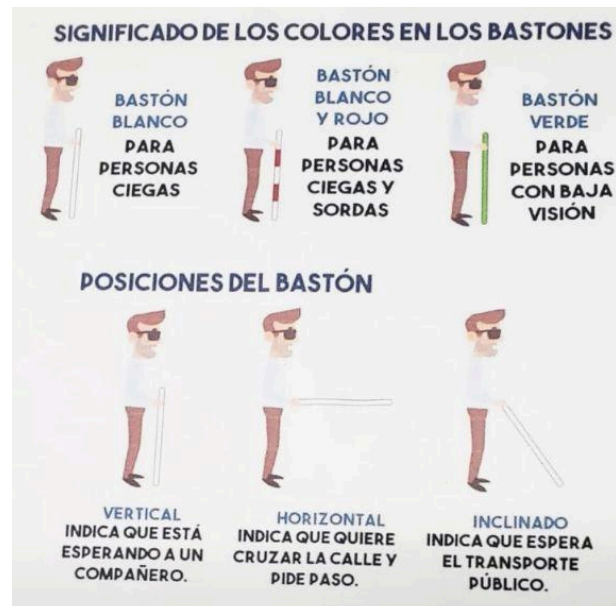 SIGNIFICADO DE LOS COLORES EN LOS BASTONES
BASTÓN
BLANCO
PARA
PERSONAS
CIEGAS
BASTÓN
BLANCO
Y ROJO
PARA
PERSONAS
CIEGAS Y
SORDAS
BASTÓN
VERDE
PARA
PERSONAS
CON BAJA
VISIÓN
POSICIONES DEL BASTÓN
VERTICAL
INDICA QUE ESTÁ
ESPERANDO A UN
COMPAÑERO.
HORIZONTAL
INDICA QUE QUIERE
CRUZAR LA CALLE Y
PIDE PASO.
INCLINADO
INDICA QUE ESPERA
EL TRANSPORTE
PÚBLICO.